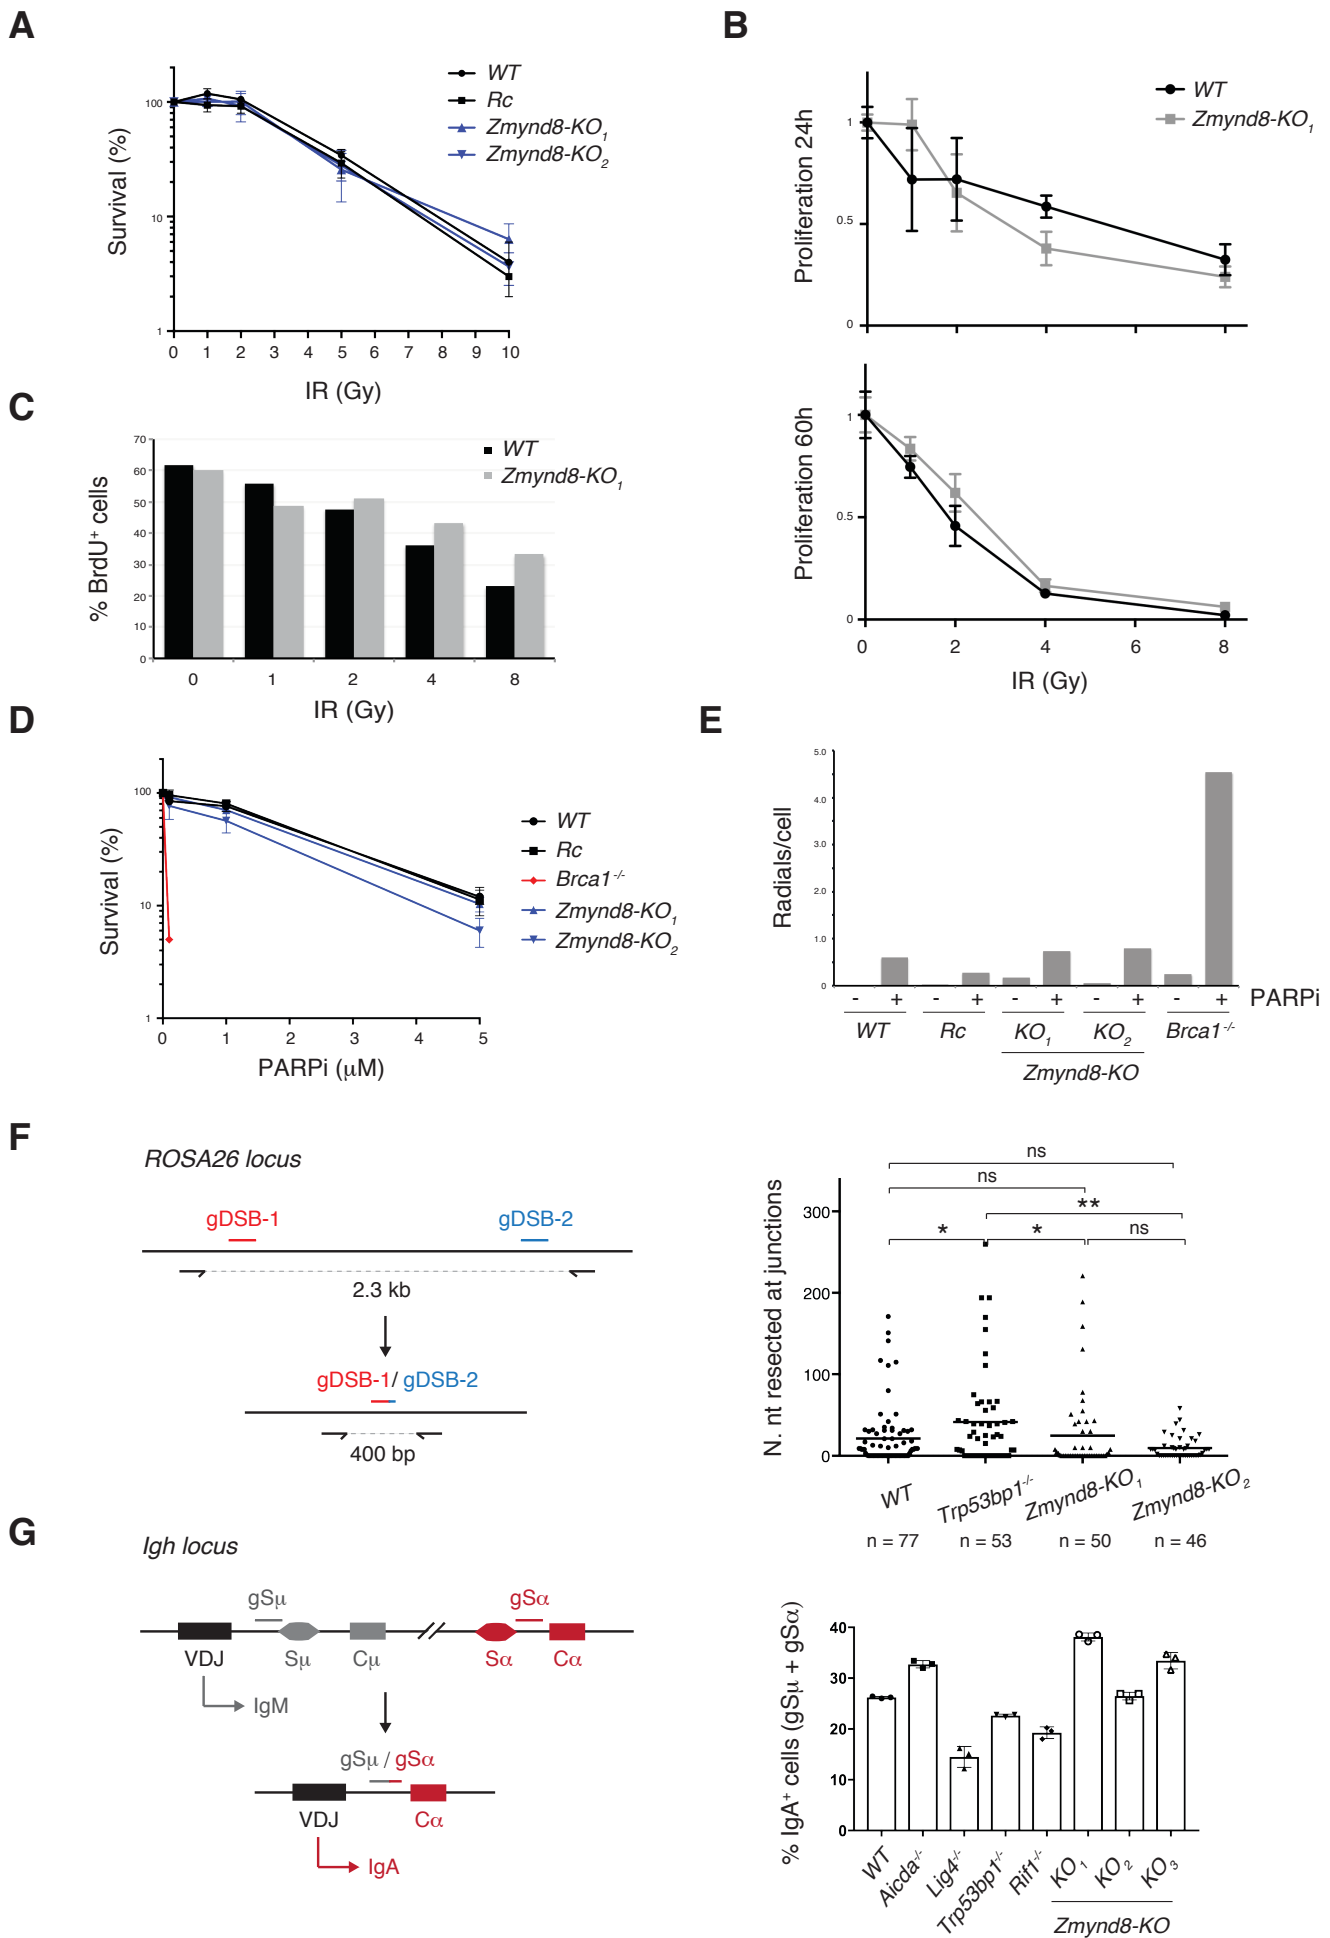 A
Survival (%)
100
10
1
0 1 2 3 4 5 6 7 8 9 10
IR (Gy)
WT
Rc
Zmynd8-KO1
Zmynd8-KO2
B
Proliferation 24h
1
0.5
0
WT
Zmynd8-KO1
Proliferation 60h
1
0.5
0
0 2 4 6 8
IR (Gy)
C
% BrdU+ cells
70
60
50
40
30
20
10
0
0 1 2 4 8
IR (Gy)
WT
Zmynd8-KO1
D
Survival (%)
100
10
1
0 1 2 3 4 5
PARPi (μM)
WT
Rc
Brca1-/-
Zmynd8-KO1
Zmynd8-KO2
E
Radials/cell
5.0
4.0
3.0
2.0
1.0
0
- + - + - + - + - + PARPi
WT Rc KO1 KO2 Brca1-/-
Zmynd8-KO
F
ROSA26 locus
gDSB-1 gDSB-2
2.3 kb
gDSB-1/ gDSB-2
400 bp
N. nt resected at junctions
300
200
100
0
ns
ns
**
* * ns
WT Trp53bp1-/- Zmynd8-KO1 Zmynd8-KO2
n = 77 n = 53 n = 50 n = 46
G
Igh locus
gSμ gSα
VDJ Sμ Cμ Sα Cα
IgM
gSμ / gSα
VDJ Cα
IgA
% IgA+ cells (gSμ + gSα)
40
30
20
10
0
WT Aicda-/- Lig4-/- Trp53bp1-/- Rif1-/- KO1 KO2 KO3
Zmynd8-KO